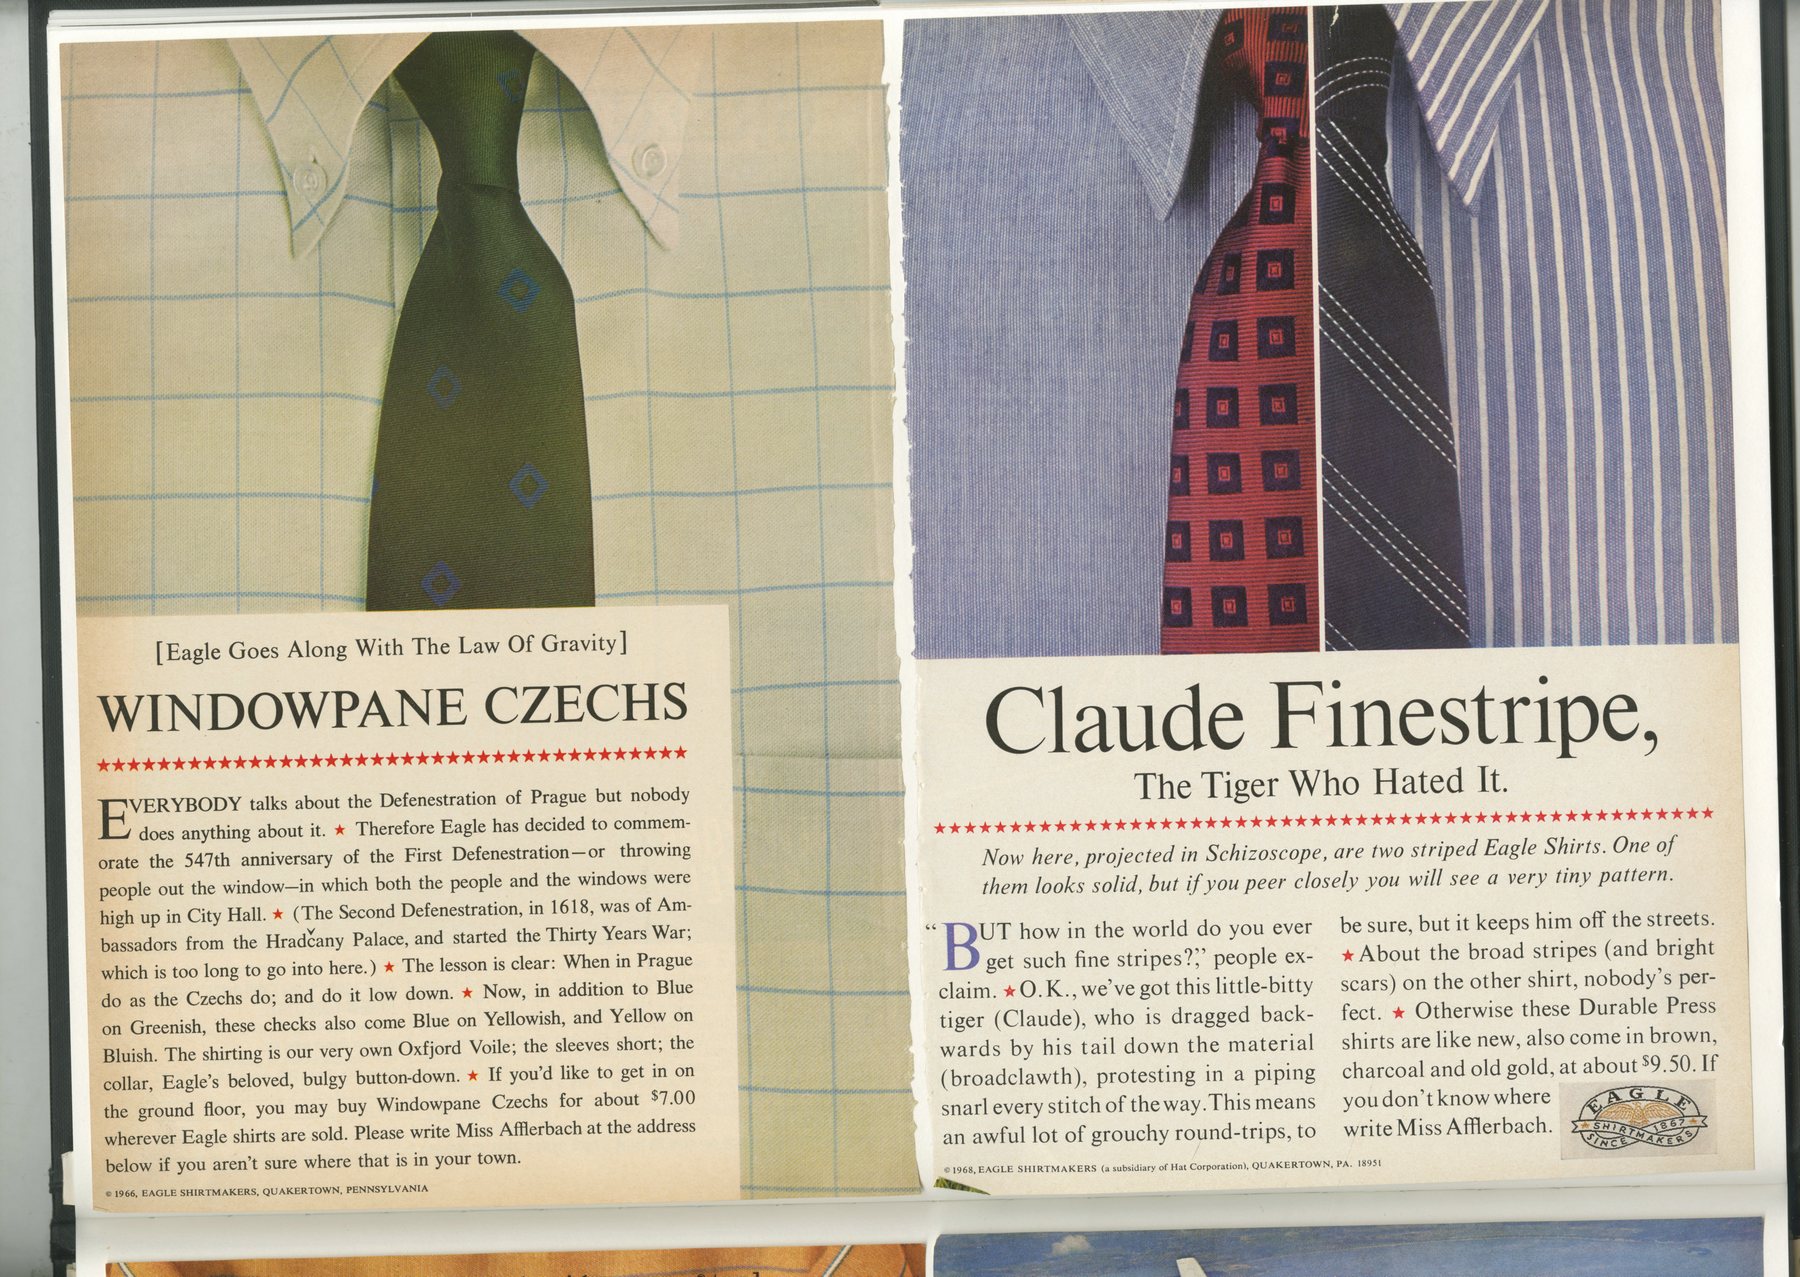 [Eagle Goes Along With The Law Of Gravity]
WINDOWPANE CZECHS
EVERYBODY talks about the Defenestration of Prague but nobody
does anything about it. ★ Therefore Eagle has decided to commem-
orate the 547th anniversary of the First Defenestration—or throwing
people out the window—in which both the people and the windows were
high up in City Hall. ★ (The Second Defenestration, in 1618, was of Am-
bassadors from the Hradčany Palace, and started the Thirty Years War;
which is too long to go into here.) ★ The lesson is clear: When in Prague
do as the Czechs do; and do it low down. ★ Now, in addition to Blue
on Greenish, these checks also come Blue on Yellowish, and Yellow on
Bluish. The shirting is our very own Oxfjord Voile; the sleeves short; the
collar, Eagle's beloved, bulgy button-down. ★ If you'd like to get in on
the ground floor, you may buy Windowpane Czechs for about $7.00
wherever Eagle shirts are sold. Please write Miss Afflerbach at the address
below if you aren't sure where that is in your town.
© 1966, EAGLE SHIRTMAKERS, QUAKERTOWN, PENNSYLVANIA
Claude Finestripe,
The Tiger Who Hated It.
Now here, projected in Schizoscope, are two striped Eagle Shirts. One of
them looks solid, but if you peer closely you will see a very tiny pattern.
“BUT how in the world do you ever
get such fine stripes?,” people ex-
claim. ★ O.K., we've got this little-bitty
tiger (Claude), who is dragged back-
wards by his tail down the material
(broadclawth), protesting in a piping
snarl every stitch of the way. This means
an awful lot of grouchy round-trips, to
be sure, but it keeps him off the streets.
★ About the broad stripes (and bright
scars) on the other shirt, nobody's per-
fect. ★ Otherwise these Durable Press
shirts are like new, also come in brown,
charcoal and old gold, at about $9.50. If
you don't know where
write Miss Afflerbach.
EAGLE
SHIRTMAKERS
SINCE 1867
© 1968, EAGLE SHIRTMAKERS (a subsidiary of Hat Corporation), QUAKERTOWN, PA. 18951